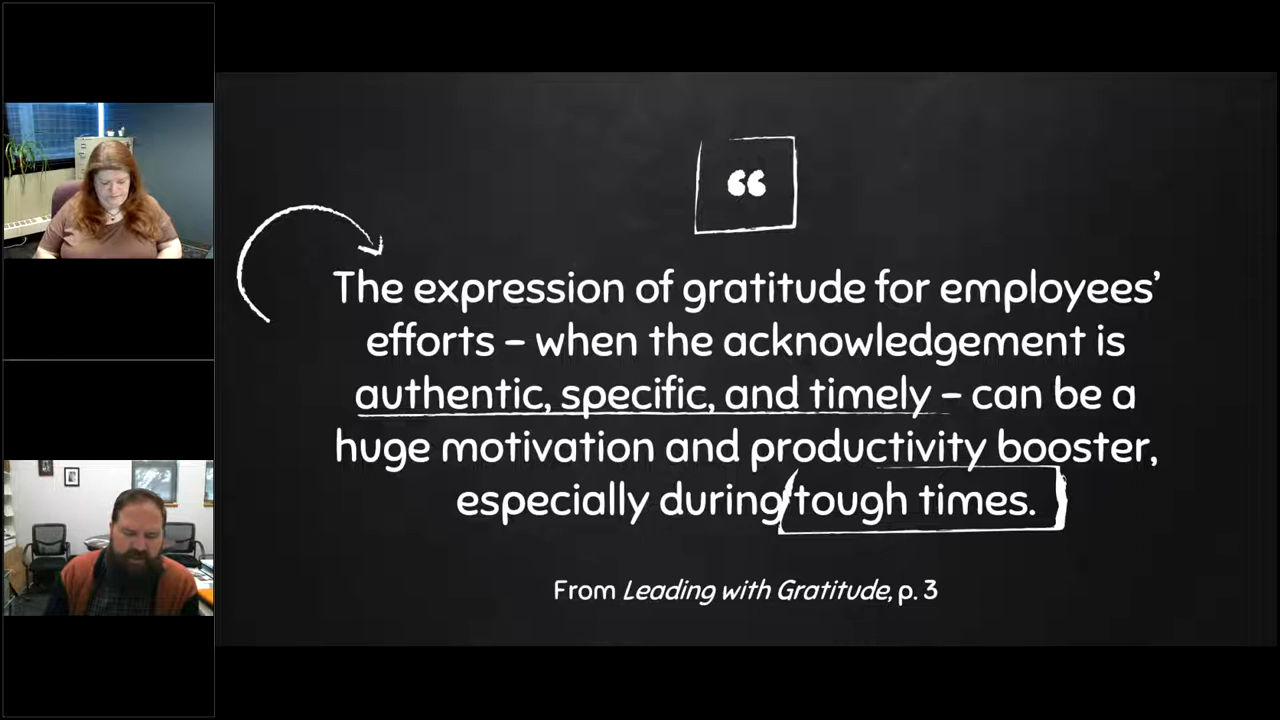 “
The expression of gratitude for employees’
efforts – when the acknowledgement is
authentic, specific, and timely – can be a
huge motivation and productivity booster,
especially during tough times.
From Leading with Gratitude, p. 3